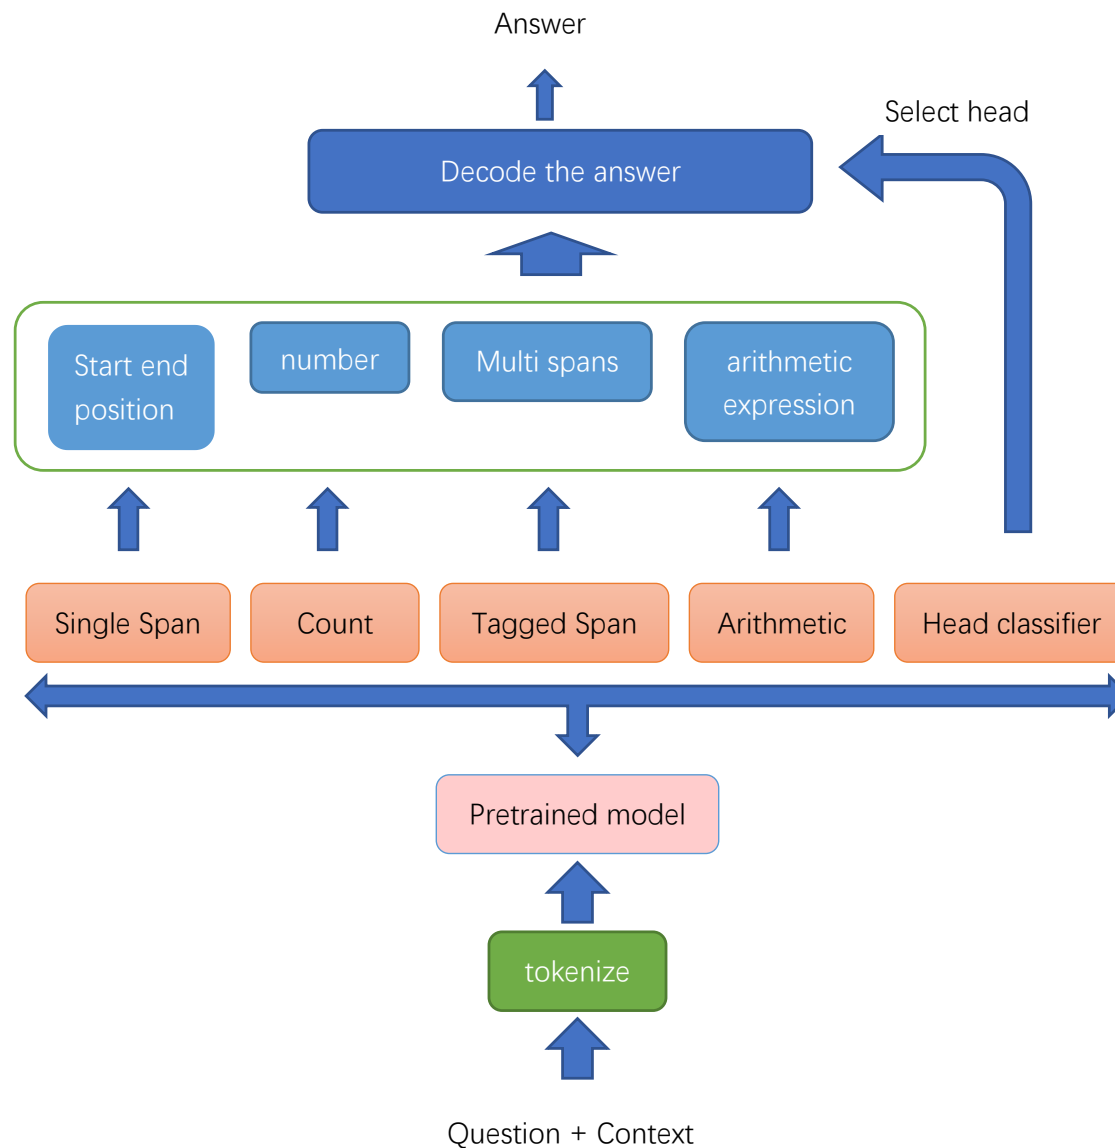 Answer
Select head
Decode the answer
Start end
position
number
Multi spans
arithmetic
expression
Single Span
Count
Tagged Span
Arithmetic
Head classifier
Pretrained model
tokenize
Question + Context